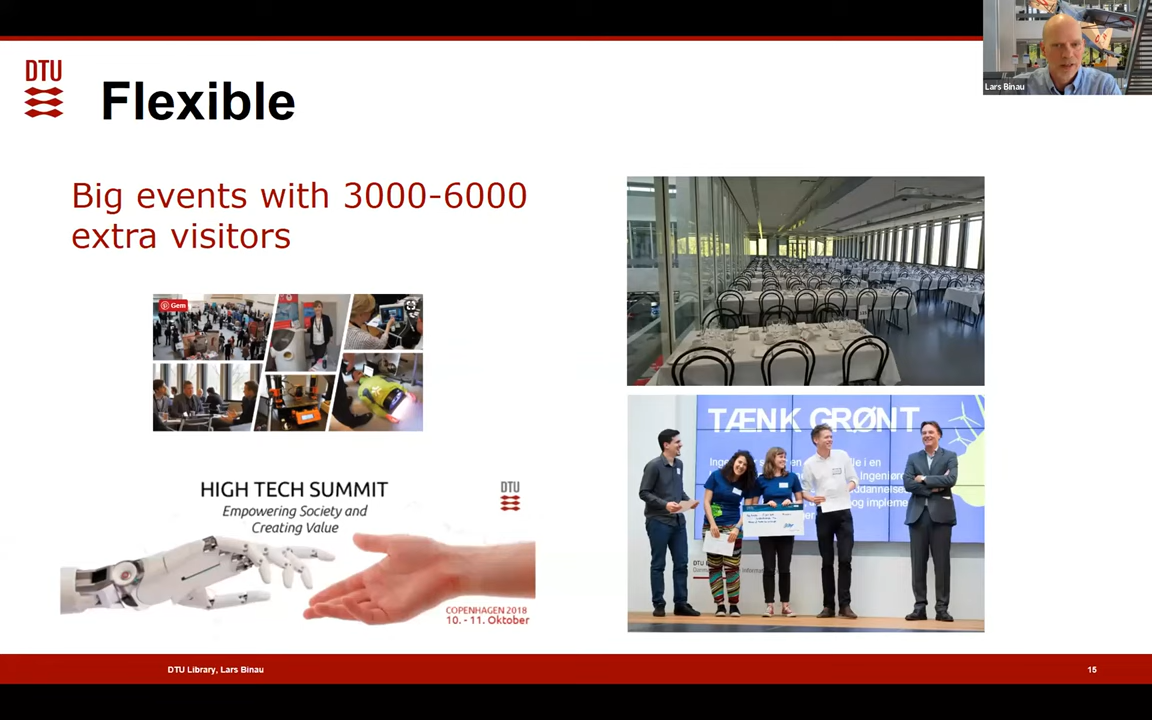 DTU
Flexible
Lars Binau
Big events with 3000-6000
extra visitors
Gem
HIGH TECH SUMMIT
Empowering Society and
Creating Value
DTU
COPENHAGEN 2018
10. - 11. Oktober
TÆNK GRØNT
DTU Library, Lars Binau
15